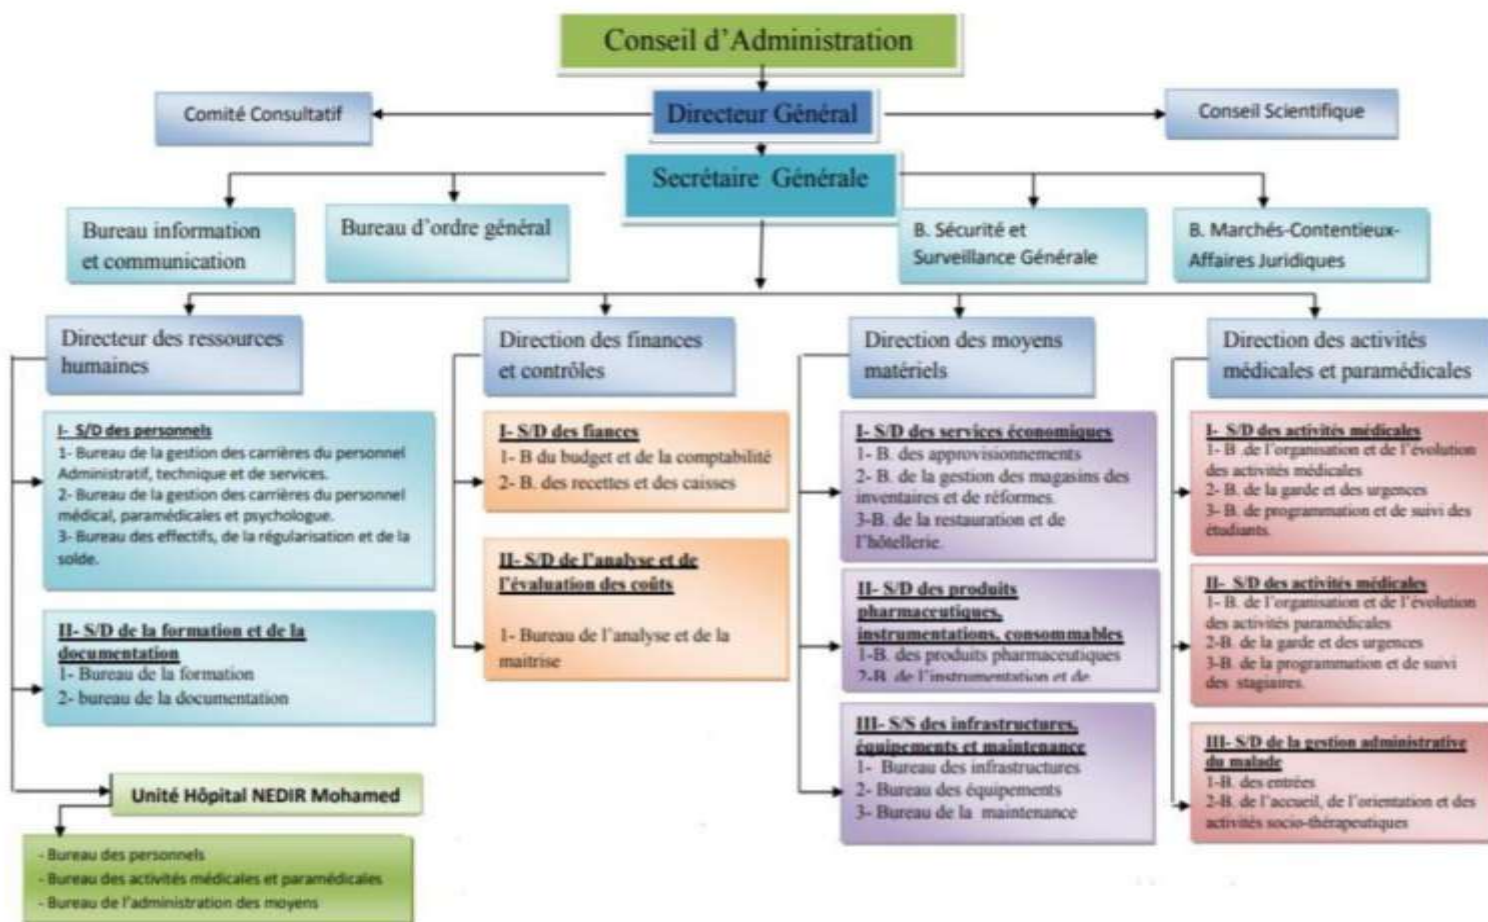 Conseil d'Administration
Comité Consultatif
Directeur Général
Conseil Scientifique
Secrétaire Générale
Bureau information
et communication
Bureau d'ordre général
B. Sécurité et
Surveillance Générale
B. Marchés-Contentieux-
Affaires Juridiques
Directeur des ressources
humaines
Direction des finances
et contrôles
Direction des moyens
matériels
Direction des activités
médicales et paramédicales
I- S/D des personnels
1- Bureau de la gestion des carrières du personnel
Administratif, technique et de services.
2- Bureau de la gestion des carrières du personnel
médical, paramédicales et psychologue.
3- Bureau des effectifs, de la régularisation et de la
solde.
II- S/D de la formation et de la
documentation
1- Bureau de la formation
2- bureau de la documentation
Unité Hôpital NEDIR Mohamed
- Bureau des personnels
- Bureau des activités médicales et paramédicales
- Bureau de l'administration des moyens
I- S/D des fiances
1- B du budget et de la comptabilité
2- B. des recettes et des caisses
II- S/D de l'analyse et de
l'évaluation des coûts
1- Bureau de l'analyse et de la
maitrise
I- S/D des services économiques
1- B. des approvisionnements
2- B. de la gestion des magasins des
inventaires et de réformes.
3-B. de la restauration et de
l'hôtellerie.
II- S/D des produits
pharmaceutiques,
instrumentations, consommables
1-B. des produits pharmaceutiques
2-B. de l'instrumentation et de
III- S/S des infrastructures,
équipements et maintenance
1- Bureau des infrastructures
2- Bureau des équipements
3- Bureau de la maintenance
I- S/D des activités médicales
1- B .de l'organisation et de l'évolution
des activités médicales
2- B. de la garde et des urgences
3- B. de programmation et de suivi des
étudiants.
II- S/D des activités médicales
1- B. de l'organisation et de l'évolution
des activités paramédicales
2-B. de la garde et des urgences
3-B. de la programmation et de suivi
des stagiaires.
III- S/D de la gestion administrative
du malade
1-B. des entrées
2-B. de l'accueil, de l'orientation et des
activités socio-thérapeutiques